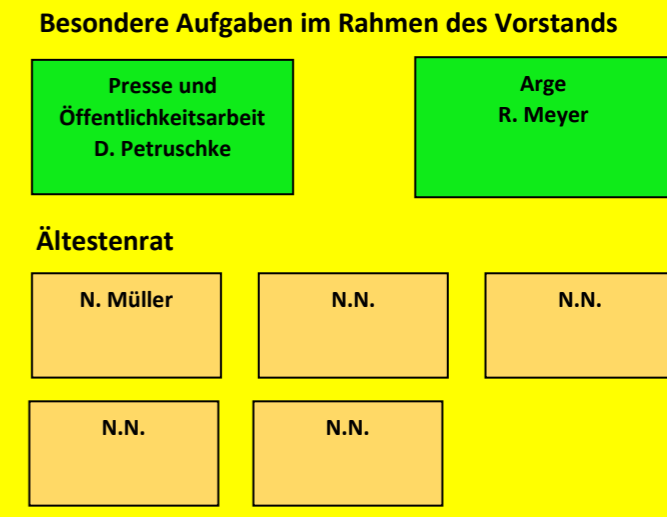 Besondere Aufgaben im Rahmen des Vorstands
Presse und
Öffentlichkeitsarbeit
D. Petruschke
Arge
R. Meyer
Ältestenrat
N. Müller
N.N.
N.N.
N.N.
N.N.